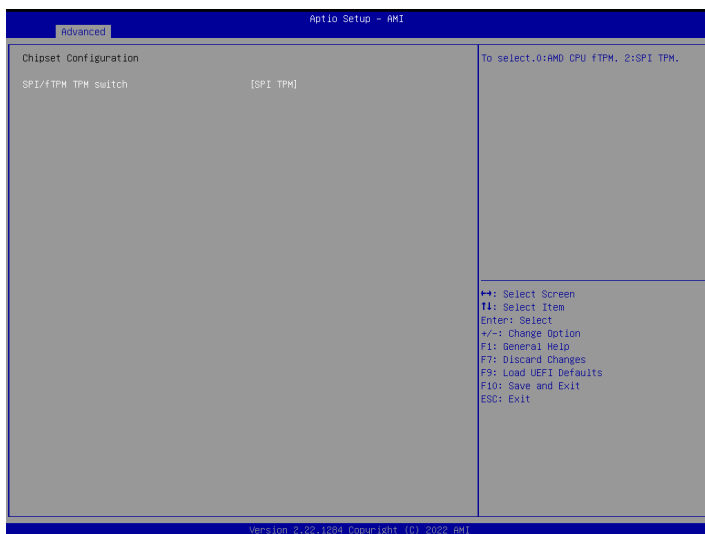 Aptio Setup – AMI
Advanced
Chipset Configuration
SPI/fTPM TPM switch [SPI TPM]
To select.0:AMD CPU fTPM. 2:SPI TPM.
↔: Select Screen
↑↓: Select Item
Enter: Select
+/-: Change Option
F1: General Help
F7: Discard Changes
F9: Load UEFI Defaults
F10: Save and Exit
ESC: Exit
Version 2.22.1284 Copyright (C) 2022 AMI